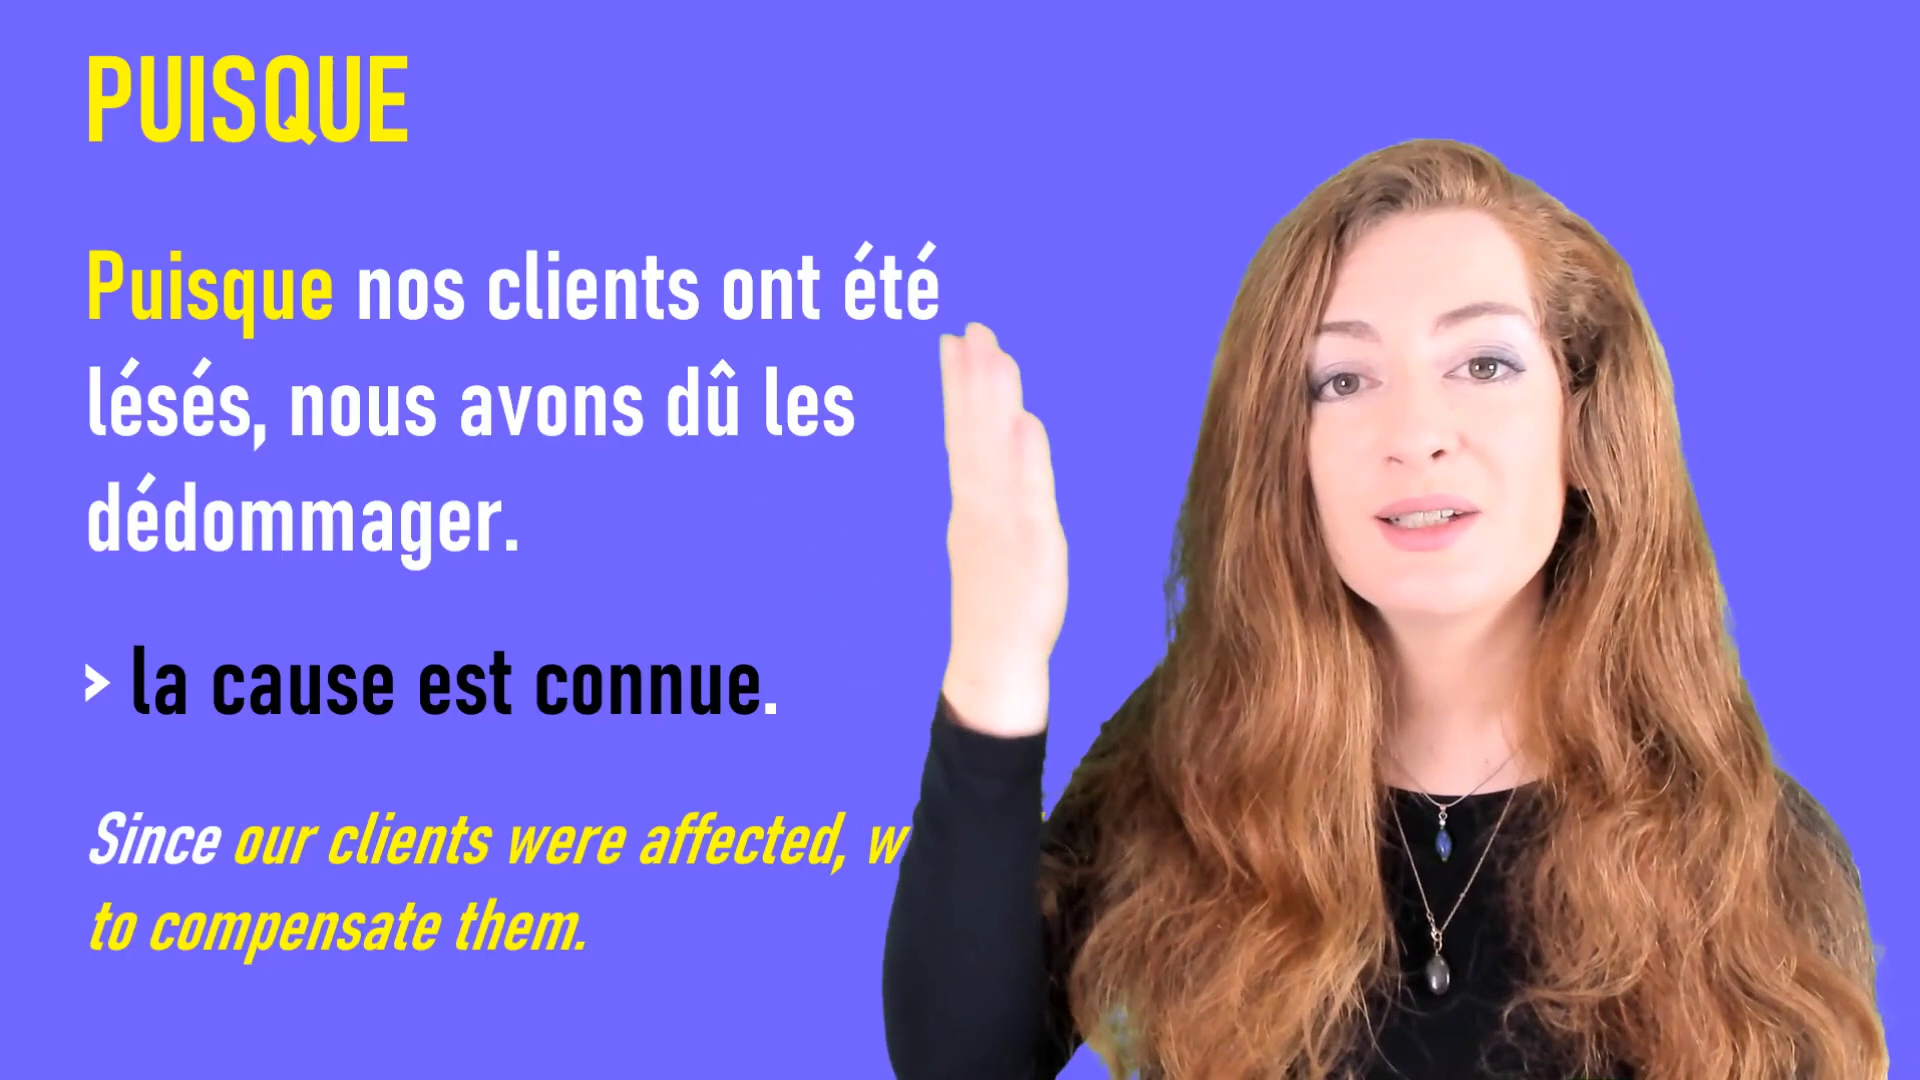 PUISQUE
Puisque nos clients ont été
lésés, nous avons dû les
dédommager.
> la cause est connue.
Since our clients were affected,
to compensate them.